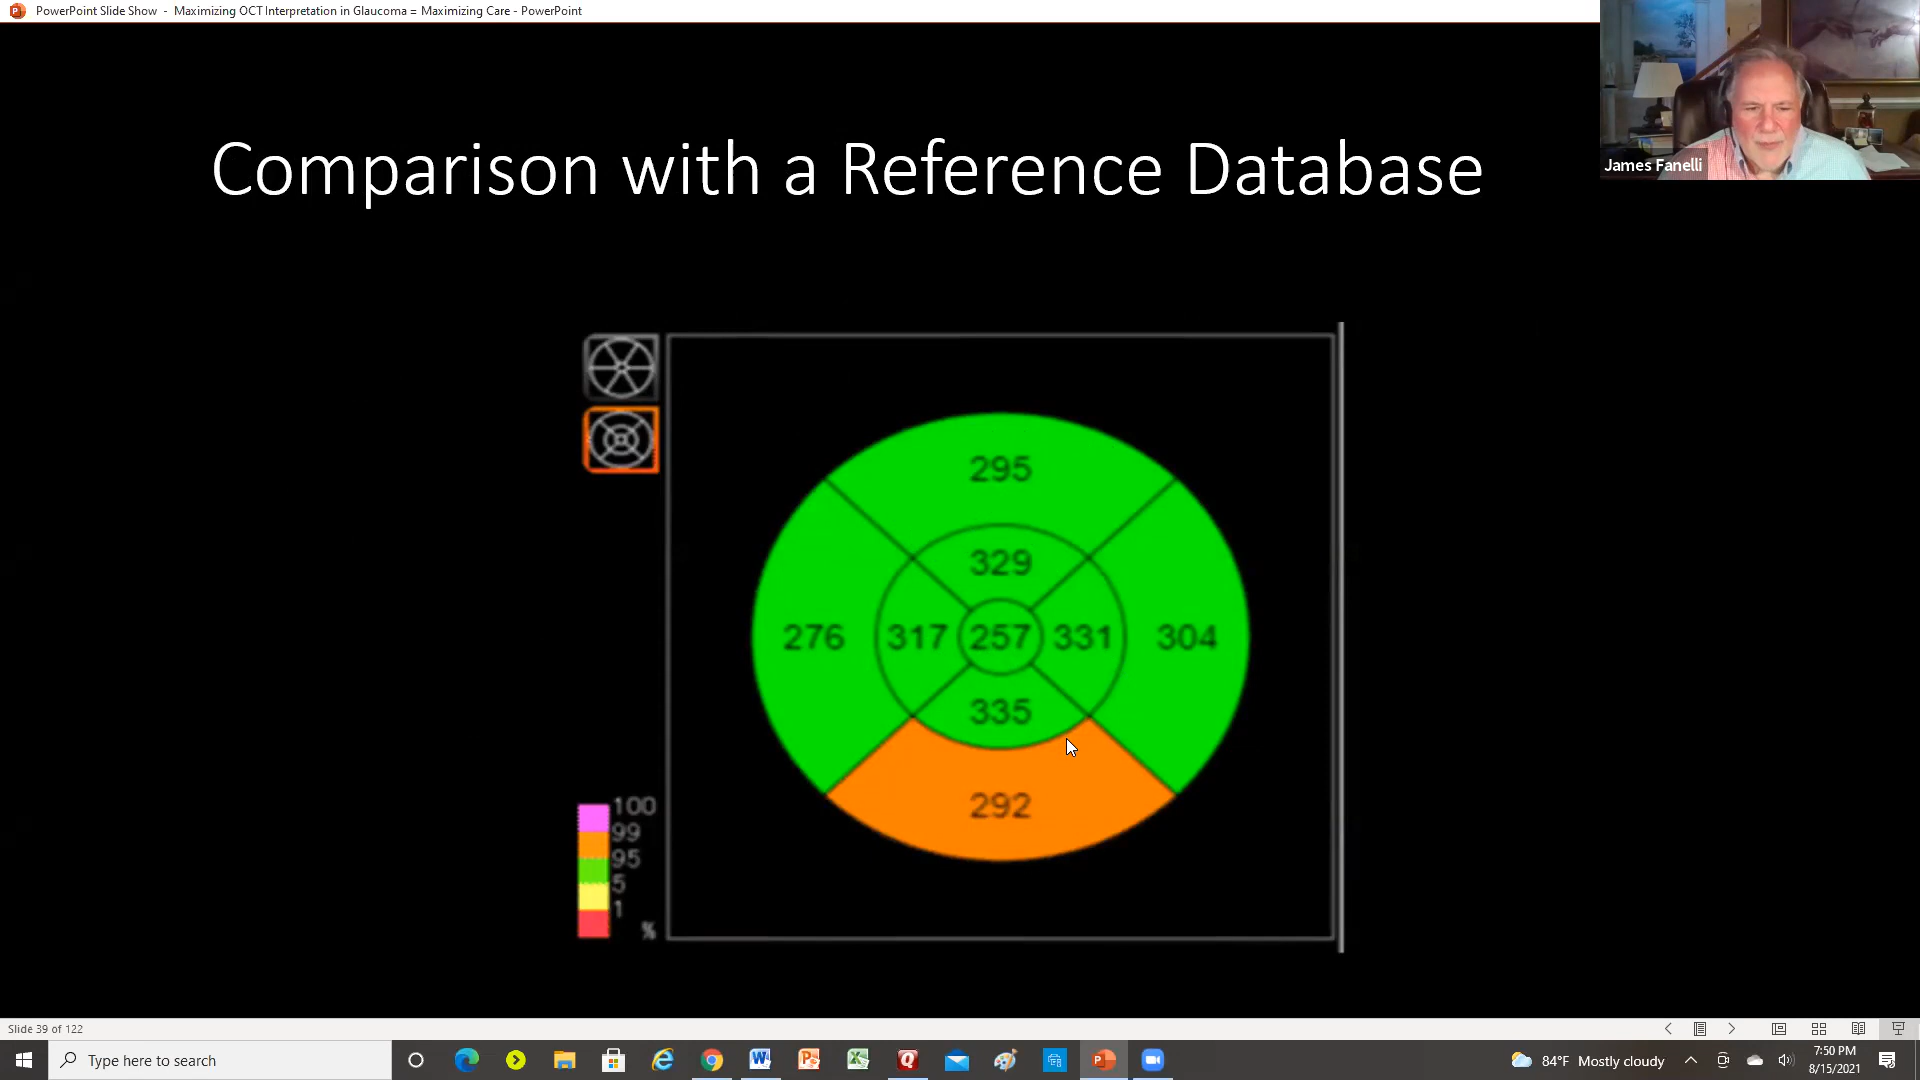 PowerPoint Slide Show - Maximizing OCT Interpretation in Glaucoma = Maximizing Care - PowerPoint
James Fanelli
Comparison with a Reference Database
295
329
276 317 257 331 304
335
292
100
99
95
5
1
%
Slide 39 of 122
Type here to search
84°F Mostly cloudy
7:50 PM
8/15/2021